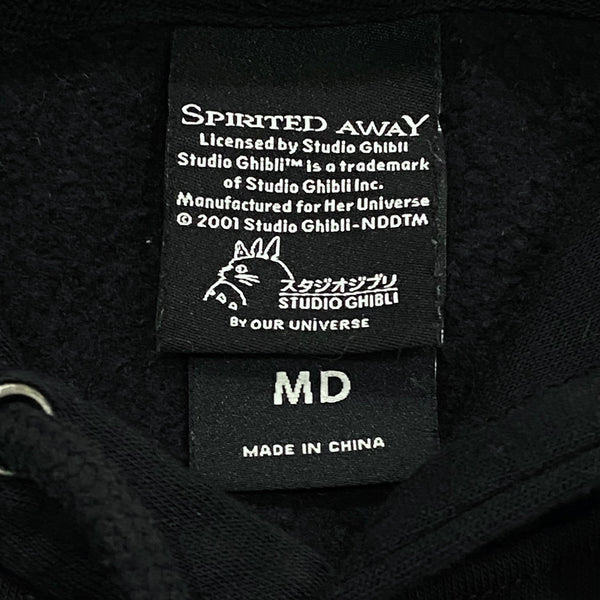 SPIRITED AWAY
Licensed by Studio Ghibli
Studio Ghibli™ is a trademark
of Studio Ghibli Inc.
Manufactured for Her Universe
© 2001 Studio Ghibli-NDDTM
スタジオジブリ
STUDIO GHIBLI
BY OUR UNIVERSE
MD
MADE IN CHINA